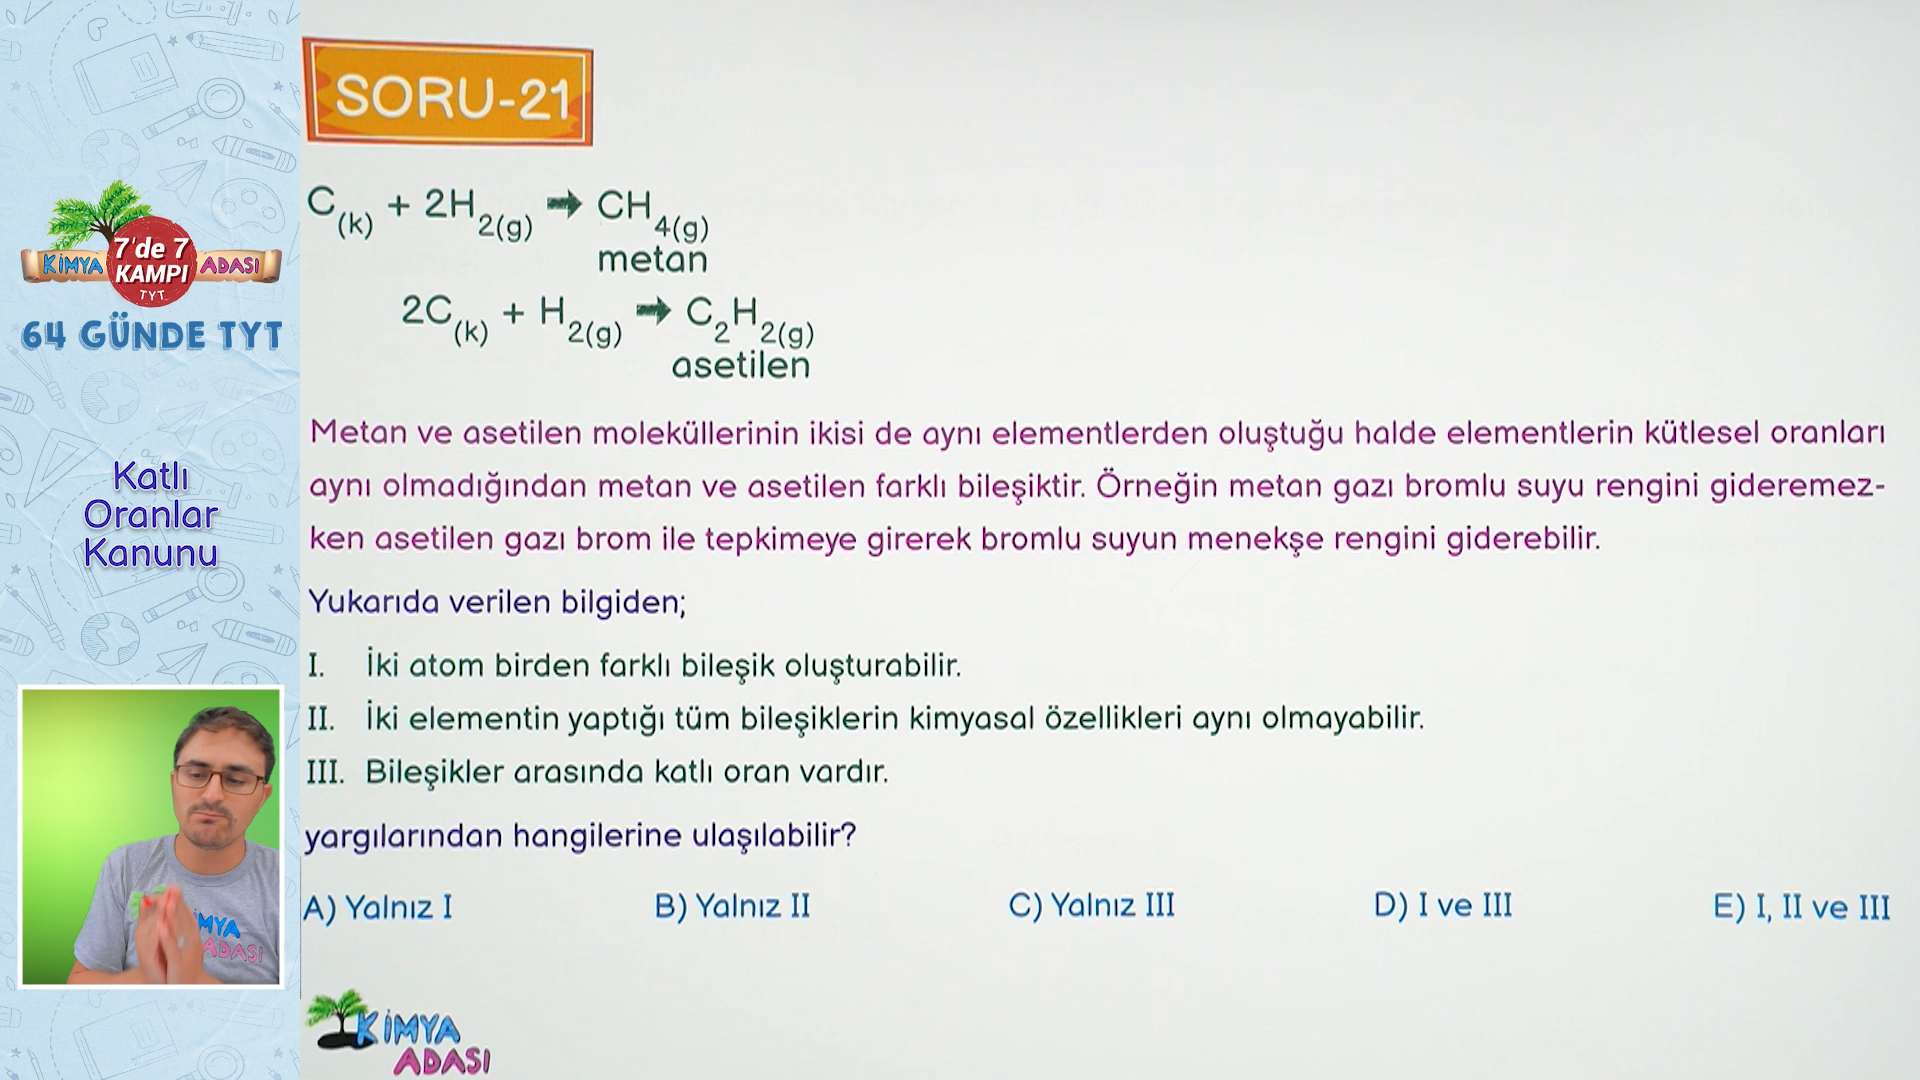 SORU-21
C(k) + 2H2(g) → CH4(g)
metan
2C(k) + H2(g) → C2H2(g)
asetilen
Metan ve asetilen moleküllerinin ikisi de aynı elementlerden oluştuğu halde elementlerin kütlesel oranları
aynı olmadığından metan ve asetilen farklı bileşiktir. Örneğin metan gazı bromlu suyu rengini gideremez-
ken asetilen gazı brom ile tepkimeye girerek bromlu suyun menekşe rengini giderebilir.
Yukarıda verilen bilgiden;
I. İki atom birden farklı bileşik oluşturabilir.
II. İki elementin yaptığı tüm bileşiklerin kimyasal özellikleri aynı olmayabilir.
III. Bileşikler arasında katlı oran vardır.
yargılarından hangilerine ulaşılabilir?
A) Yalnız I B) Yalnız II C) Yalnız III D) I ve III E) I, II ve III
KİMYA
ADASI
7'de 7
KİMYA KAMPI ADASI
TYT
64 GÜNDE TYT
Katlı
Oranlar
Kanunu
KİMYA
ADASI